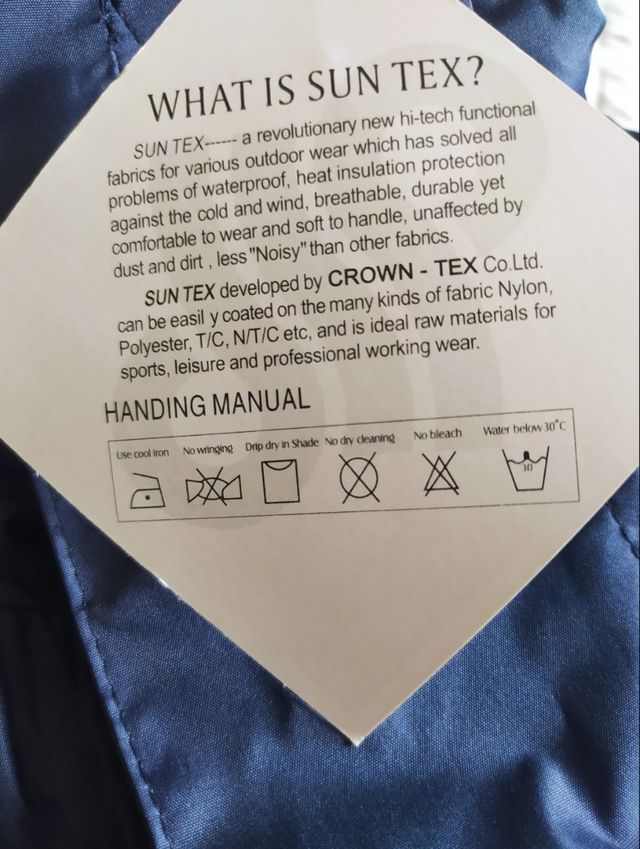 WHAT IS SUN TEX?
SUN TEX------ a revolutionary new hi-tech functional
fabrics for various outdoor wear which has solved all
problems of waterproof, heat insulation protection
against the cold and wind, breathable, durable yet
comfortable to wear and soft to handle, unaffected by
dust and dirt , less "Noisy" than other fabrics.
SUN TEX developed by CROWN - TEX Co.Ltd.
can be easil y coated on the many kinds of fabric Nylon,
Polyester, T/C, N/T/C etc, and is ideal raw materials for
sports, leisure and professional working wear.
HANDING MANUAL
Use cool iron No wringing Drip dry in Shade No dry cleaning No bleach Water below 30°C
30